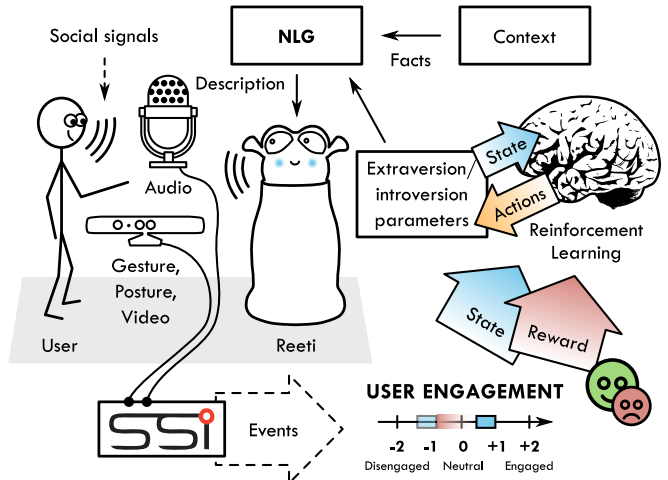 Social signals
NLG
Context
Facts
Description
Audio
Extraversion/
introversion
parameters
State
Actions
Reinforcement
Learning
Gesture,
Posture,
Video
User
Reeti
State
Reward
SSi
Events
USER ENGAGEMENT
-2 -1 0 +1 +2
Disengaged Neutral Engaged